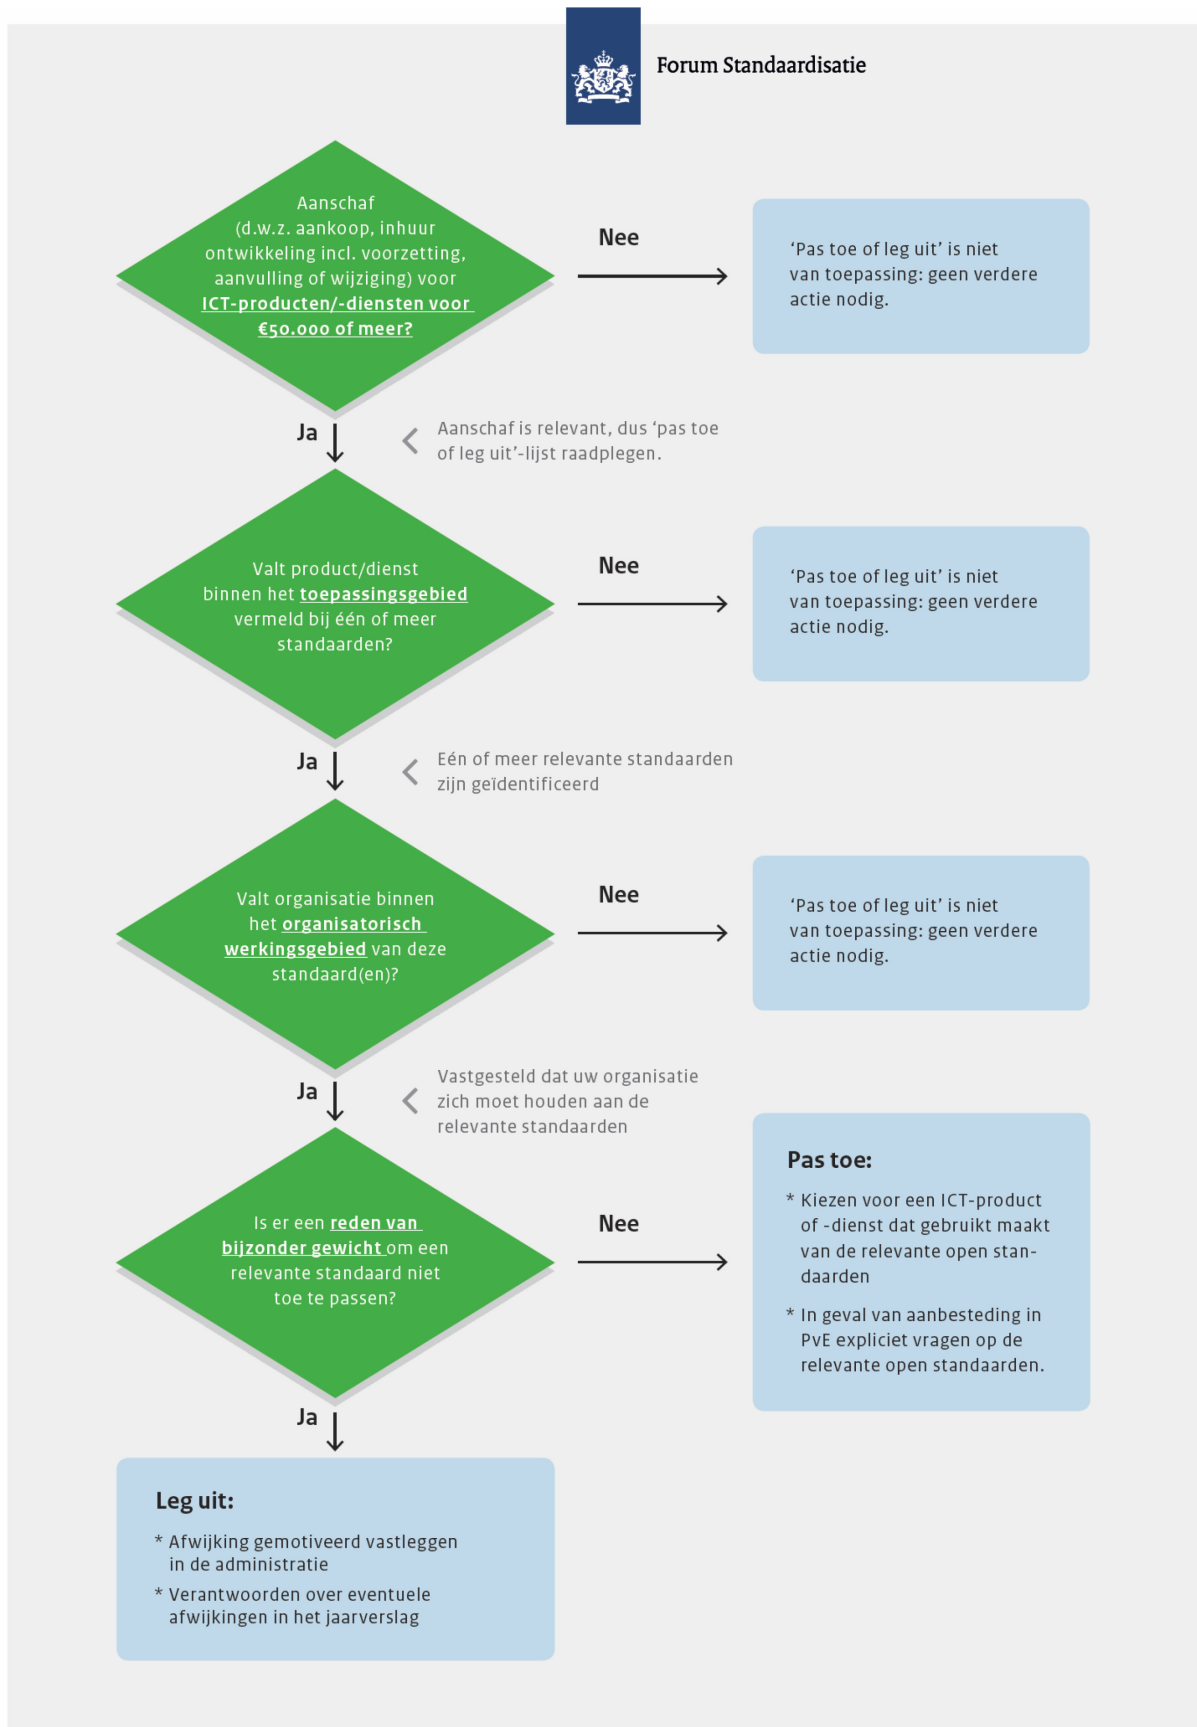 Forum Standaardisatie
Aanschaf
(d.w.z. aankoop, inhuur
ontwikkeling incl. voorzetting,
aanvulling of wijziging) voor
ICT-producten/-diensten voor
€50.000 of meer?
Nee
‘Pas toe of leg uit’ is niet
van toepassing: geen verdere
actie nodig.
Ja
Aanschaf is relevant, dus ‘pas toe
of leg uit’-lijst raadplegen.
Valt product/dienst
binnen het toepassingsgebied
vermeld bij één of meer
standaarden?
Nee
‘Pas toe of leg uit’ is niet
van toepassing: geen verdere
actie nodig.
Ja
Eén of meer relevante standaarden
zijn geïdentificeerd
Valt organisatie binnen
het organisatorisch
werkingsgebied van deze
standaard(en)?
Nee
‘Pas toe of leg uit’ is niet
van toepassing: geen verdere
actie nodig.
Ja
Vastgesteld dat uw organisatie
zich moet houden aan de
relevante standaarden
Is er een reden van
bijzonder gewicht om een
relevante standaard niet
toe te passen?
Nee
Pas toe:
* Kiezen voor een ICT-product
of -dienst dat gebruikt maakt
van de relevante open stan-
daarden
* In geval van aanbesteding in
PvE expliciet vragen op de
relevante open standaarden.
Ja
Leg uit:
* Afwijking gemotiveerd vastleggen
in de administratie
* Verantwoorden over eventuele
afwijkingen in het jaarverslag